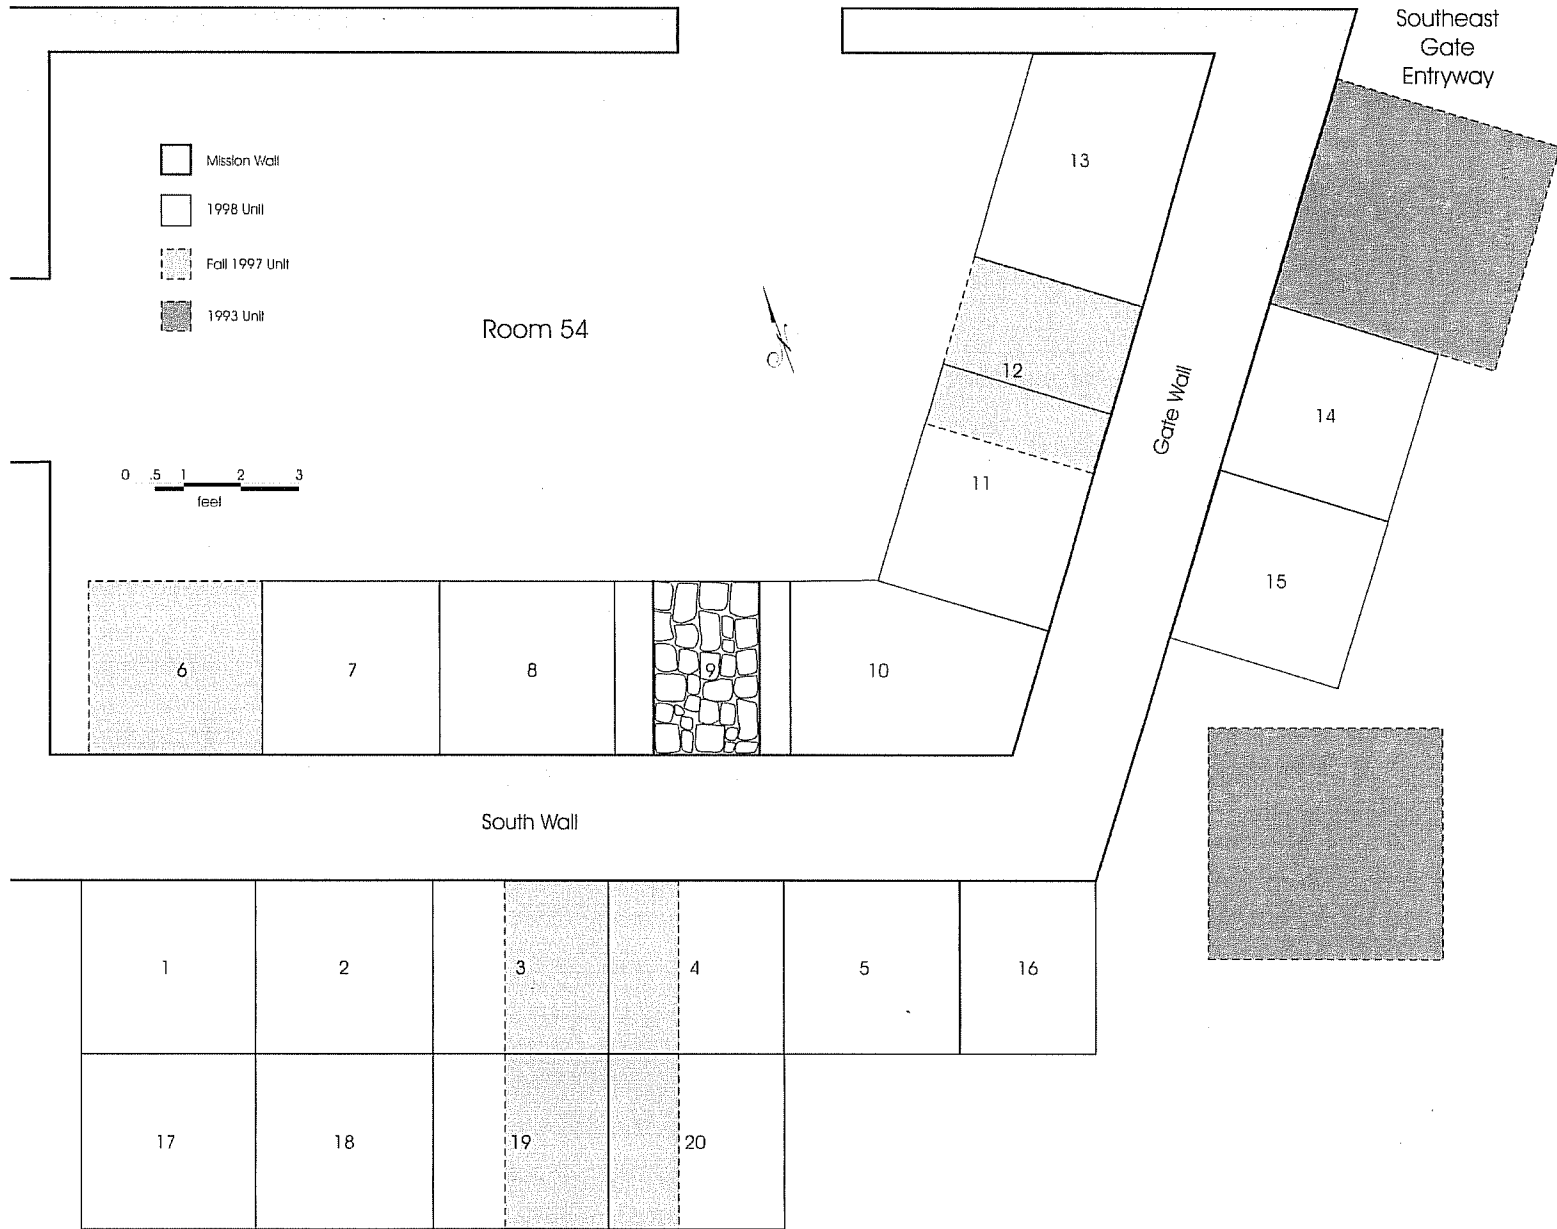 Southeast
Gate
Entryway
Mission Wall
1998 Unit
Fall 1997 Unit
1993 Unit
Room 54
0 .5 1 2 3
feet
13
12
11
Gate Wall
14
15
6 7 8 9 10
South Wall
1 2 3 4 5 16
17 18 19 20